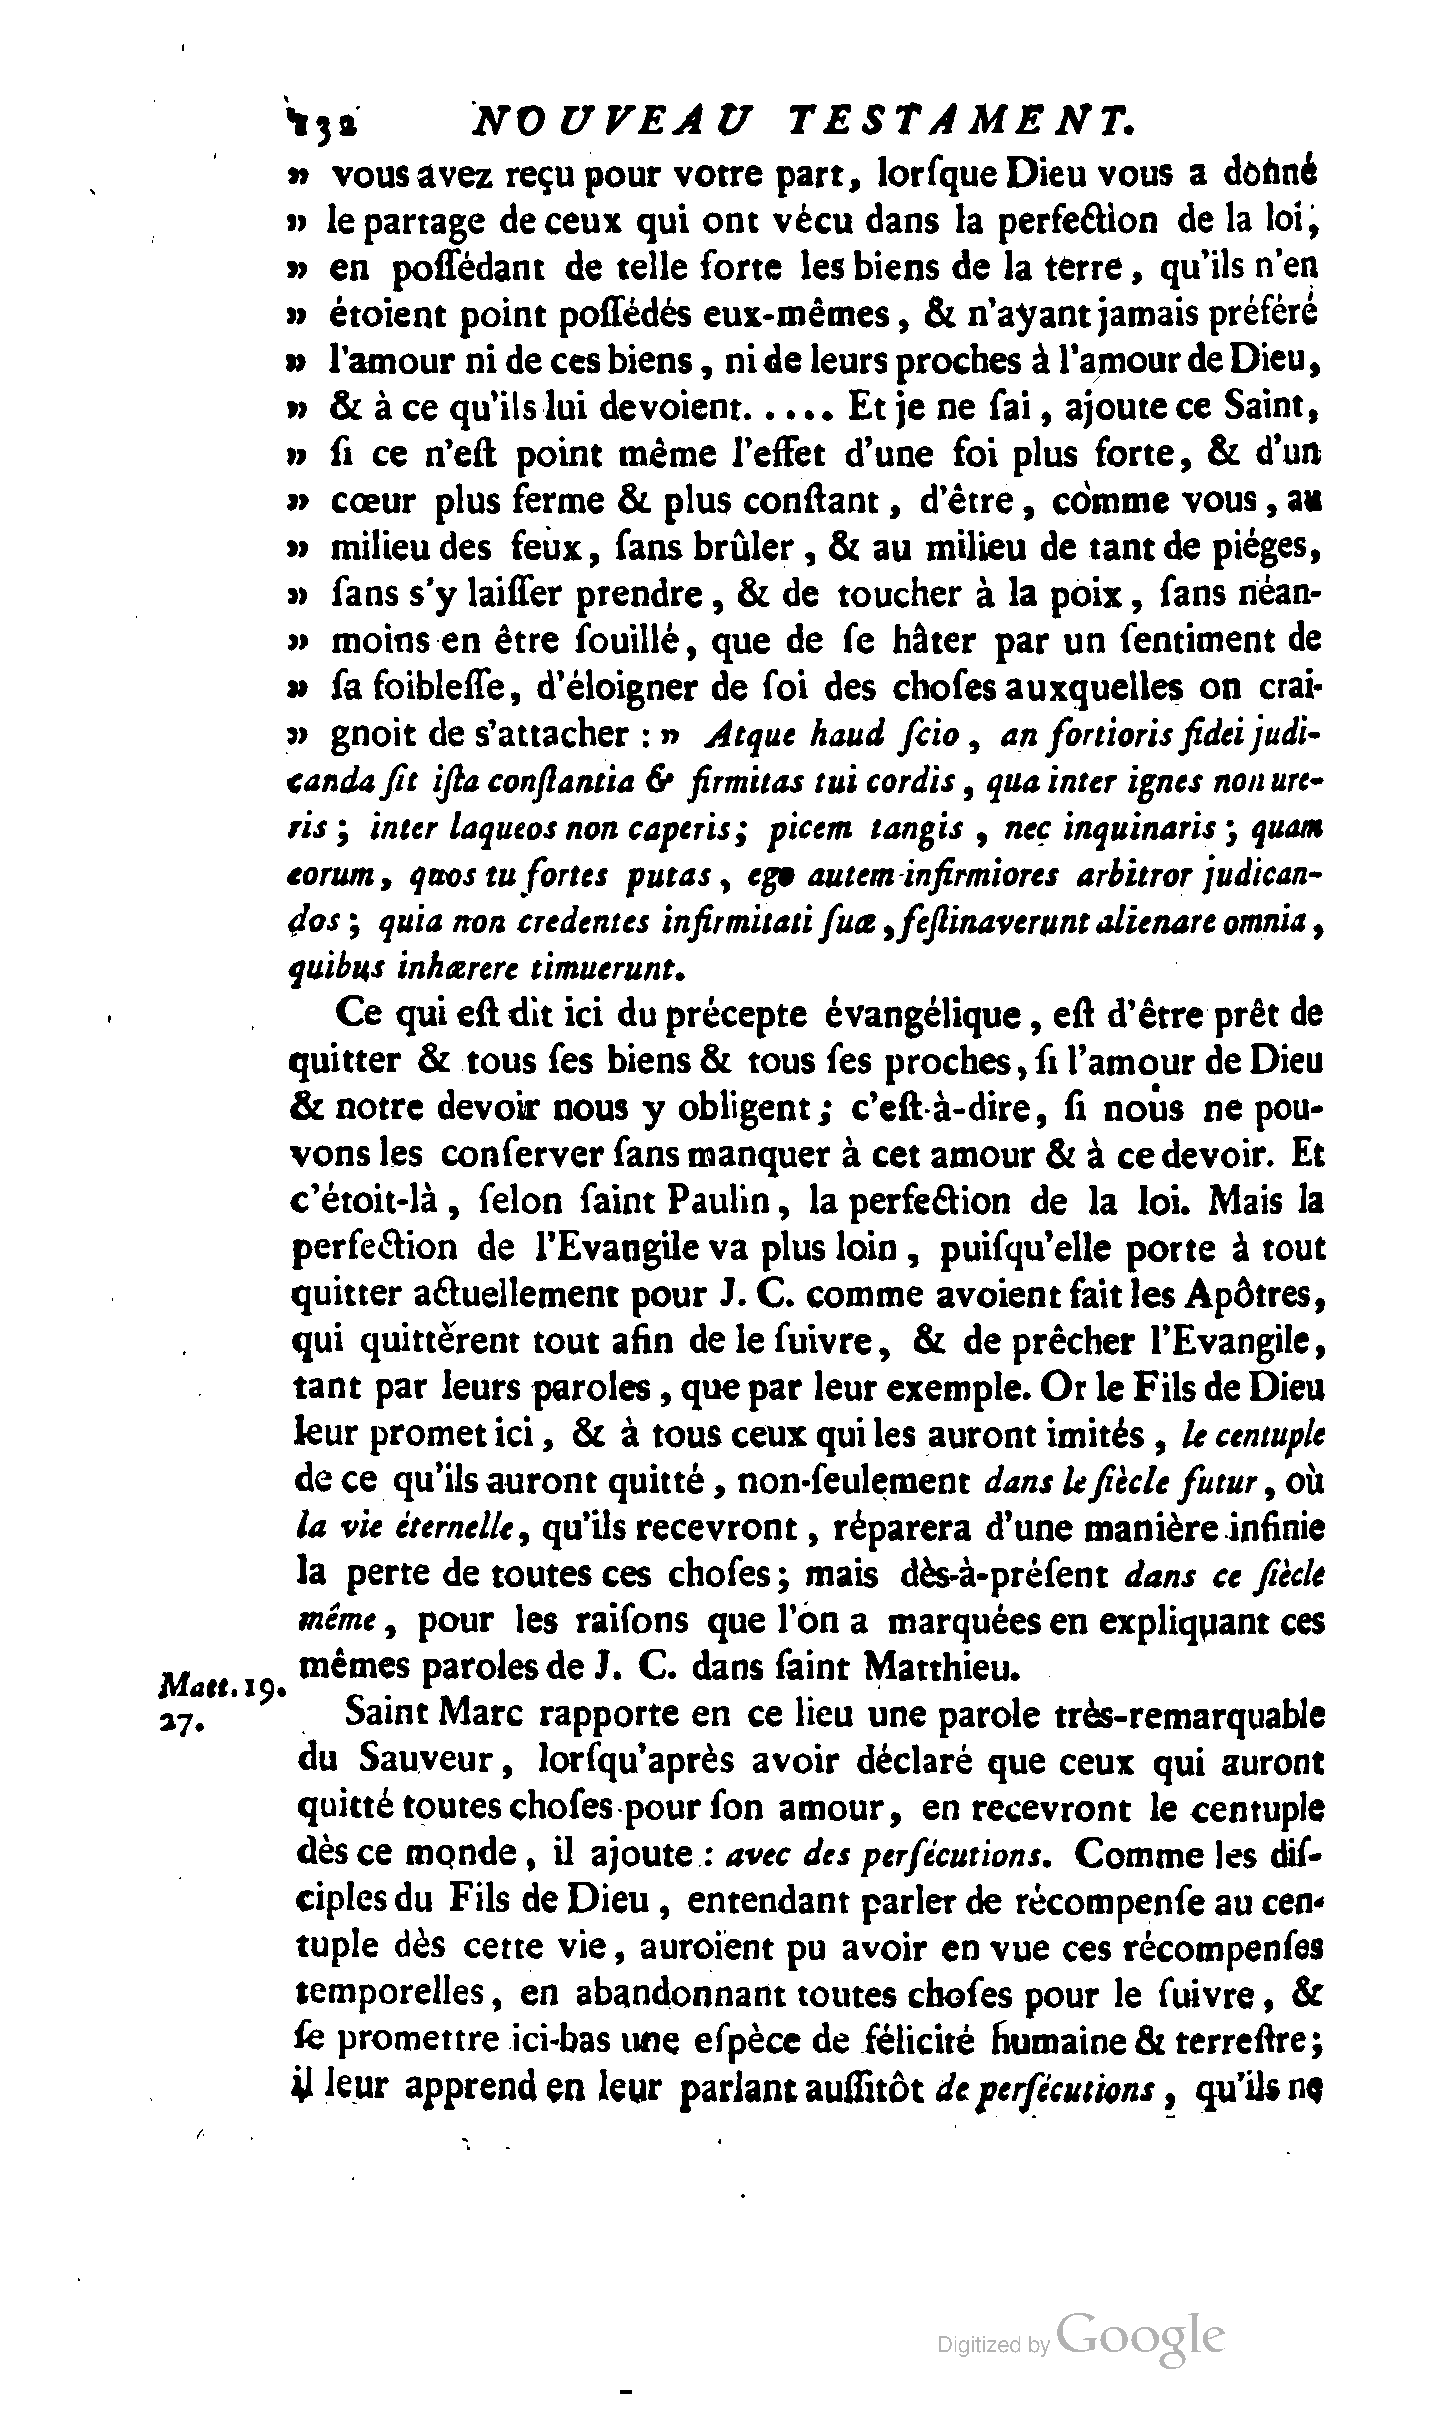 132 NOUVEAU TESTAMENT.
» vous avez reçu pour votre part, lorſque Dieu vous a donné
» le partage de ceux qui ont vécu dans la perfection de la loi,
» en poſſédant de telle ſorte les biens de la terre, qu'ils n'en
» étoient point poſſédés eux-mêmes, & n'ayant jamais préféré
» l'amour ni de ces biens, ni de leurs proches à l'amour de Dieu,
» & à ce qu'ils lui devoient. .... Et je ne ſai, ajoute ce Saint,
» ſi ce n'eſt point même l'effet d'une foi plus forte, & d'un
» cœur plus ferme & plus conſtant, d'être, comme vous, au
» milieu des feux, ſans brûler, & au milieu de tant de piéges,
» ſans s'y laiſſer prendre, & de toucher à la poix, ſans néan-
» moins en être ſouillé, que de ſe hâter par un ſentiment de
» ſa foibleſſe, d'éloigner de ſoi des choſes auxquelles on crai-
» gnoit de s'attacher : » Atque haud ſcio, an fortioris fidei judi-
canda ſit iſta conſtantia & firmitas tui cordis, qua inter ignes non ure-
ris; inter laqueos non caperis; picem tangis, nec inquinaris; quam
eorum, quos tu fortes putas, ego autem infirmiores arbitror judican-
dos; quia non credentes infirmitati ſuæ, feſtinaverunt alienare omnia,
quibus inhærere timuerunt.
Ce qui eſt dit ici du précepte évangélique, eſt d'être prêt de
quitter & tous ſes biens & tous ſes proches, ſi l'amour de Dieu
& notre devoir nous y obligent; c'eſt-à-dire, ſi nous ne pou-
vons les conſerver ſans manquer à cet amour & à ce devoir. Et
c'étoit-là, ſelon ſaint Paulin, la perfection de la loi. Mais la
perfection de l'Evangile va plus loin, puiſqu'elle porte à tout
quitter actuellement pour J. C. comme avoient fait les Apôtres,
qui quittèrent tout afin de le ſuivre, & de prêcher l'Evangile,
tant par leurs paroles, que par leur exemple. Or le Fils de Dieu
leur promet ici, & à tous ceux qui les auront imités, le centuple
de ce qu'ils auront quitté, non-ſeulement dans le ſiècle futur, où
la vie éternelle, qu'ils recevront, réparera d'une manière infinie
la perte de toutes ces choſes; mais dès-à-préſent dans ce ſiècle
même, pour les raiſons que l'on a marquées en expliquant ces
mêmes paroles de J. C. dans ſaint Matthieu.
Matt. 19.
27.
Saint Marc rapporte en ce lieu une parole très-remarquable
du Sauveur, lorſqu'après avoir déclaré que ceux qui auront
quitté toutes choſes pour ſon amour, en recevront le centuple
dès ce monde, il ajoute : avec des perſécutions. Comme les diſ-
ciples du Fils de Dieu, entendant parler de récompenſe au cen-
tuple dès cette vie, auroient pu avoir en vue ces récompenſes
temporelles, en abandonnant toutes choſes pour le ſuivre, &
ſe promettre ici-bas une eſpèce de félicité humaine & terreſtre;
il leur apprend en leur parlant auſſitôt de perſécutions, qu'ils ne
Digitized by Google